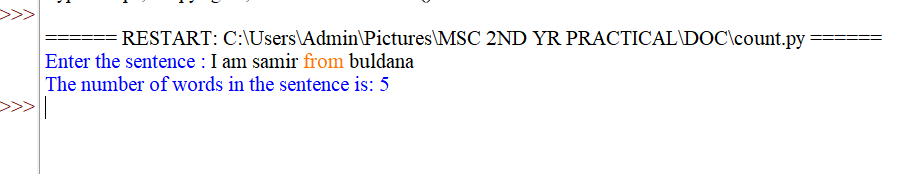 >>>
====== RESTART: C:\Users\Admin\Pictures\MSC 2ND YR PRACTICAL\DOC\count.py ======
Enter the sentence : I am samir from buldana
The number of words in the sentence is: 5
>>>